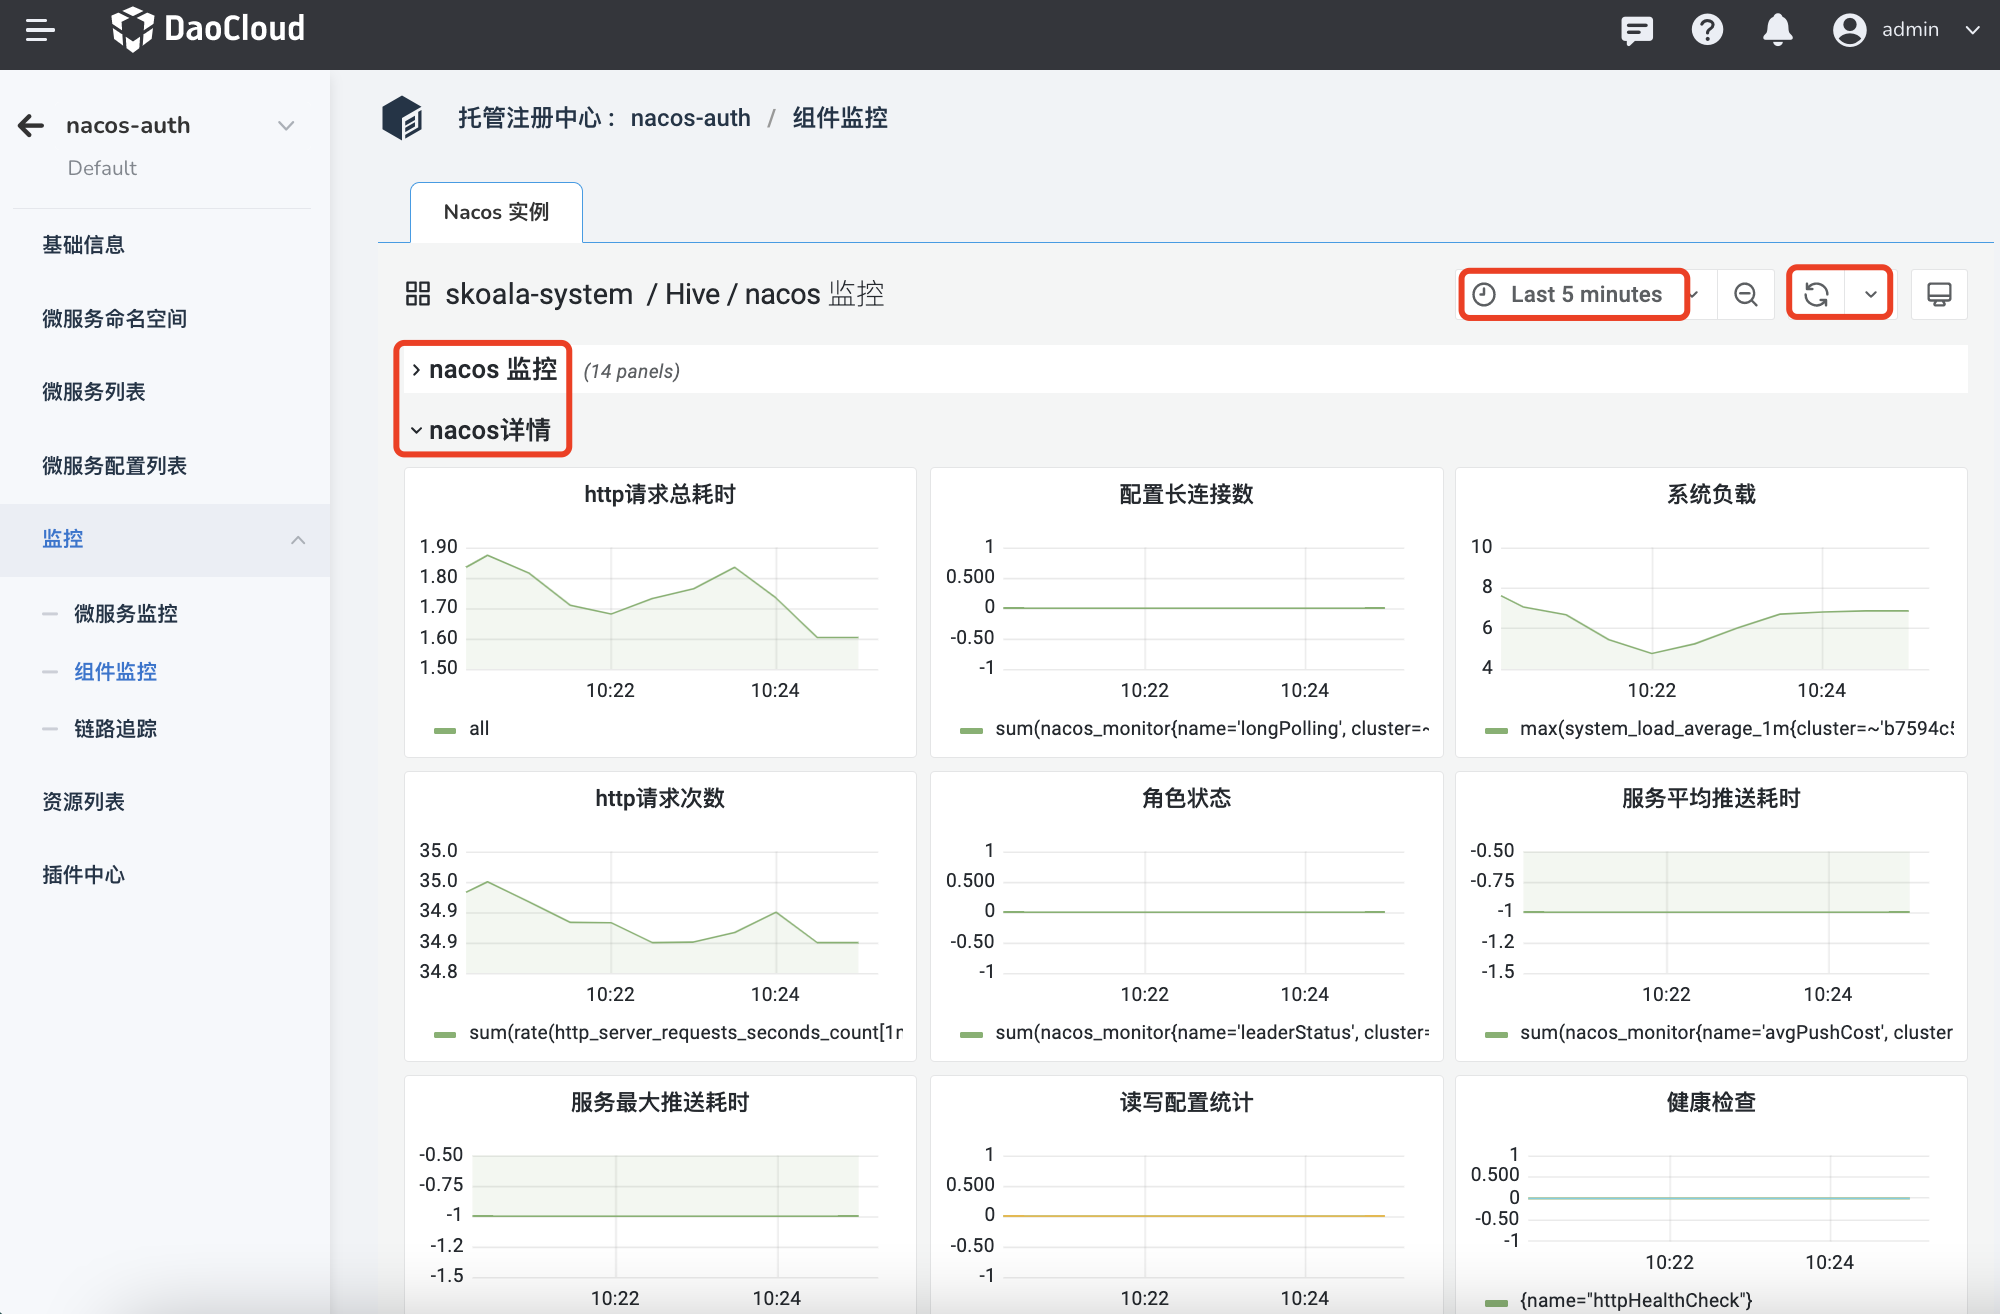 DaoCloud
admin
nacos-auth
Default
基础信息
微服务命名空间
微服务列表
微服务配置列表
监控
微服务监控
组件监控
链路追踪
资源列表
插件中心
托管注册中心： nacos-auth / 组件监控
Nacos 实例
skoala-system / Hive / nacos 监控
Last 5 minutes
nacos 监控 (14 panels)
nacos详情
http请求总耗时
1.90
1.80
1.70
1.60
1.50
10:22 10:24
all
配置长连接数
1
0.500
0
-0.50
-1
10:22 10:24
sum(nacos_monitor{name='longPolling', cluster=~
系统负载
10
8
6
4
10:22 10:24
max(system_load_average_1m{cluster=~'b7594c5
http请求次数
35.0
35.0
34.9
34.9
34.8
10:22 10:24
sum(rate(http_server_requests_seconds_count[1m
角色状态
1
0.500
0
-0.50
-1
10:22 10:24
sum(nacos_monitor{name='leaderStatus', cluster=
服务平均推送耗时
-0.50
-0.75
-1
-1.2
-1.5
10:22 10:24
sum(nacos_monitor{name='avgPushCost', cluster
服务最大推送耗时
-0.50
-0.75
-1
-1.2
-1.5
10:22 10:24
读写配置统计
1
0.500
0
-0.50
-1
10:22 10:24
健康检查
1
0.500
0
-0.50
-1
10:22 10:24
{name="httpHealthCheck"}